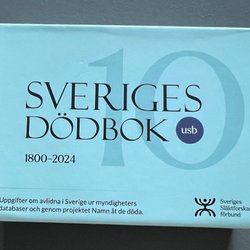 10
SVERIGES
DÖDBOK
usb
1800-2024
Uppgifter om avlidna i Sverige ur myndigheters
databaser och genom projektet Namn åt de döda.
Sveriges
Släktforskar
förbund